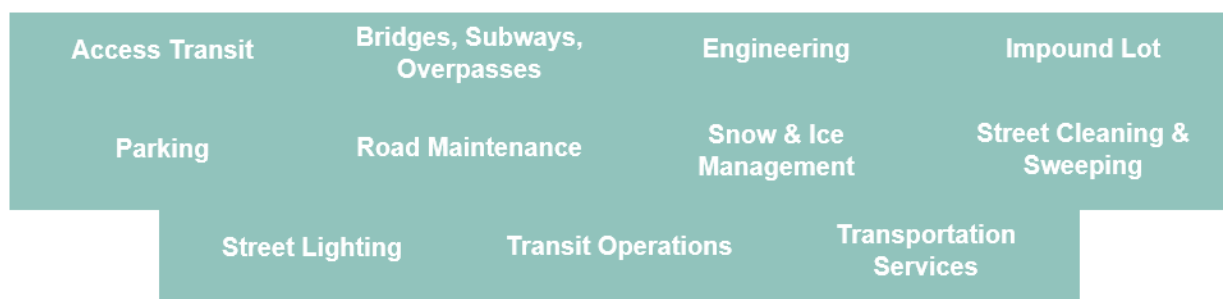 Access Transit
Bridges, Subways,
Overpasses
Engineering
Impound Lot
Parking
Road Maintenance
Snow & Ice
Management
Street Cleaning &
Sweeping
Street Lighting
Transit Operations
Transportation
Services